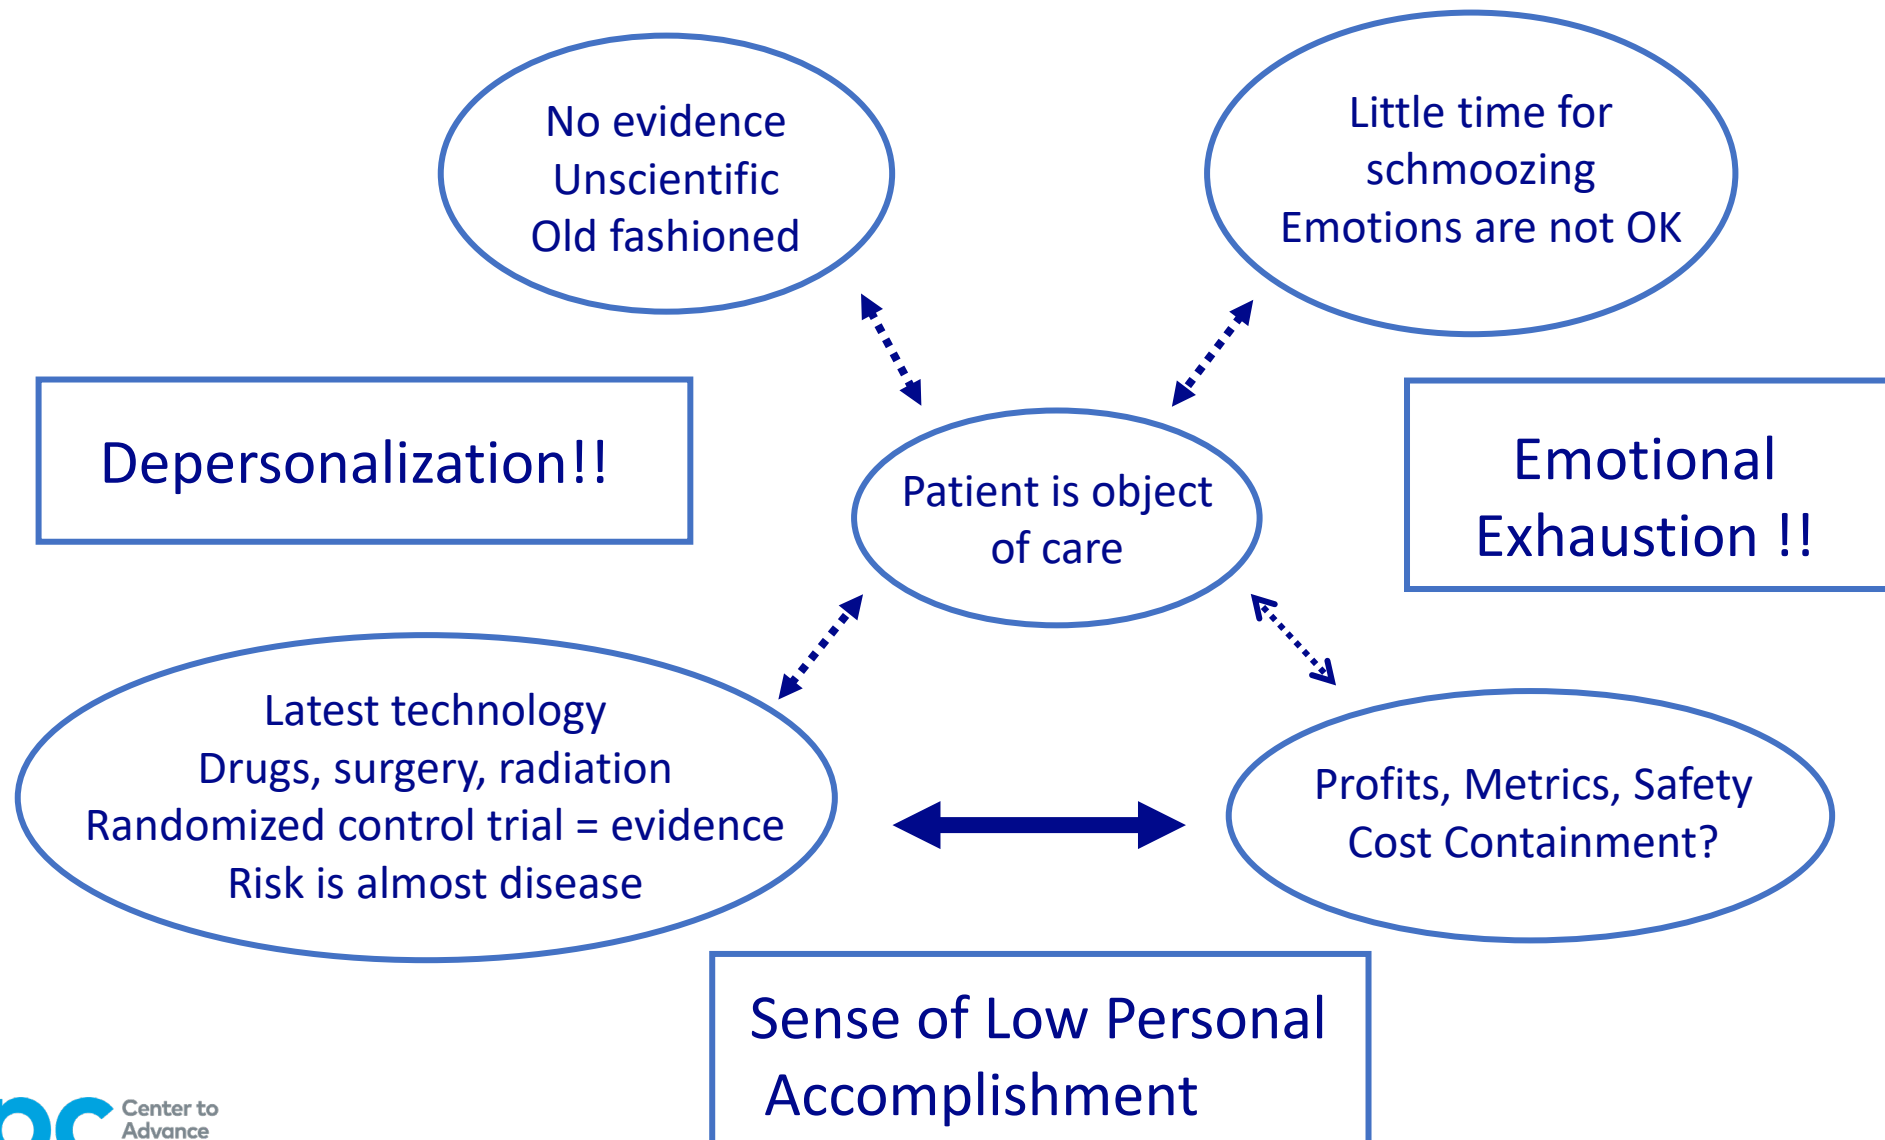 No evidence
Unscientific
Old fashioned
Little time for
schmoozing
Emotions are not OK
Depersonalization!!
Patient is object
of care
Emotional
Exhaustion !!
Latest technology
Drugs, surgery, radiation
Randomized control trial = evidence
Risk is almost disease
Profits, Metrics, Safety
Cost Containment?
Sense of Low Personal
Accomplishment
Center to
Advance